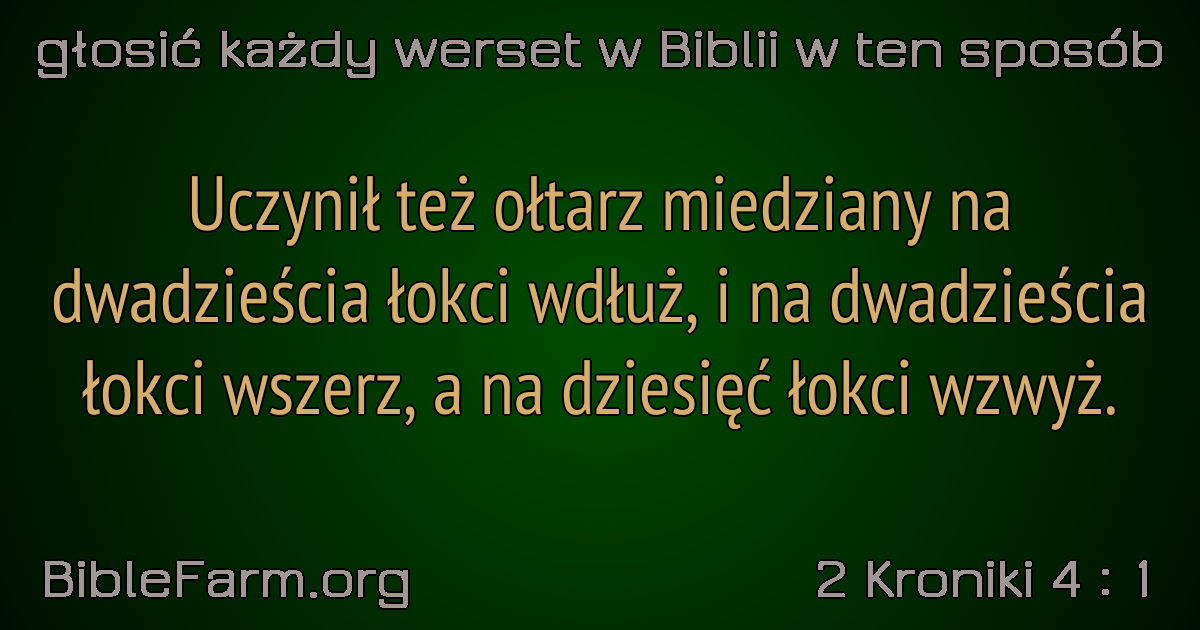 głosić każdy werset w Biblii w ten sposób
Uczynił też ołtarz miedziany na
dwadzieścia łokci wdłuż, i na dwadzieścia
łokci wszerz, a na dziesięć łokci wzwyż.
BibleFarm.org
2 Kroniki 4 : 1